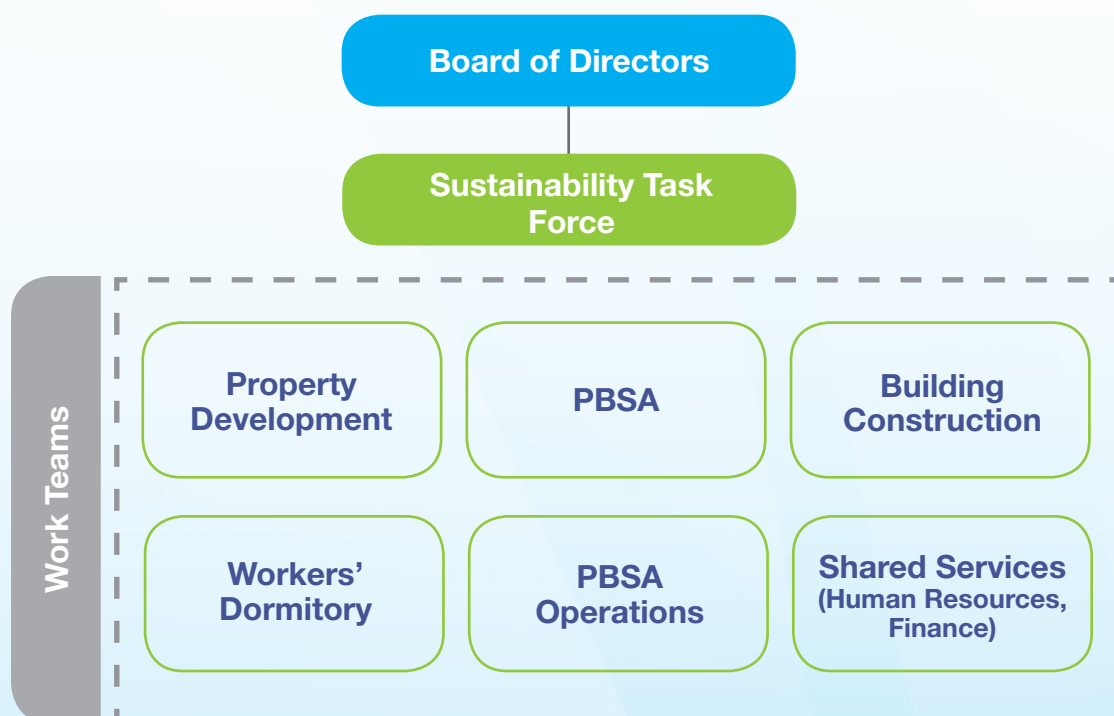 Board of Directors
Sustainability Task
Force
Work Teams
Property
Development
PBSA
Building
Construction
Workers’
Dormitory
PBSA
Operations
Shared Services
(Human Resources,
Finance)